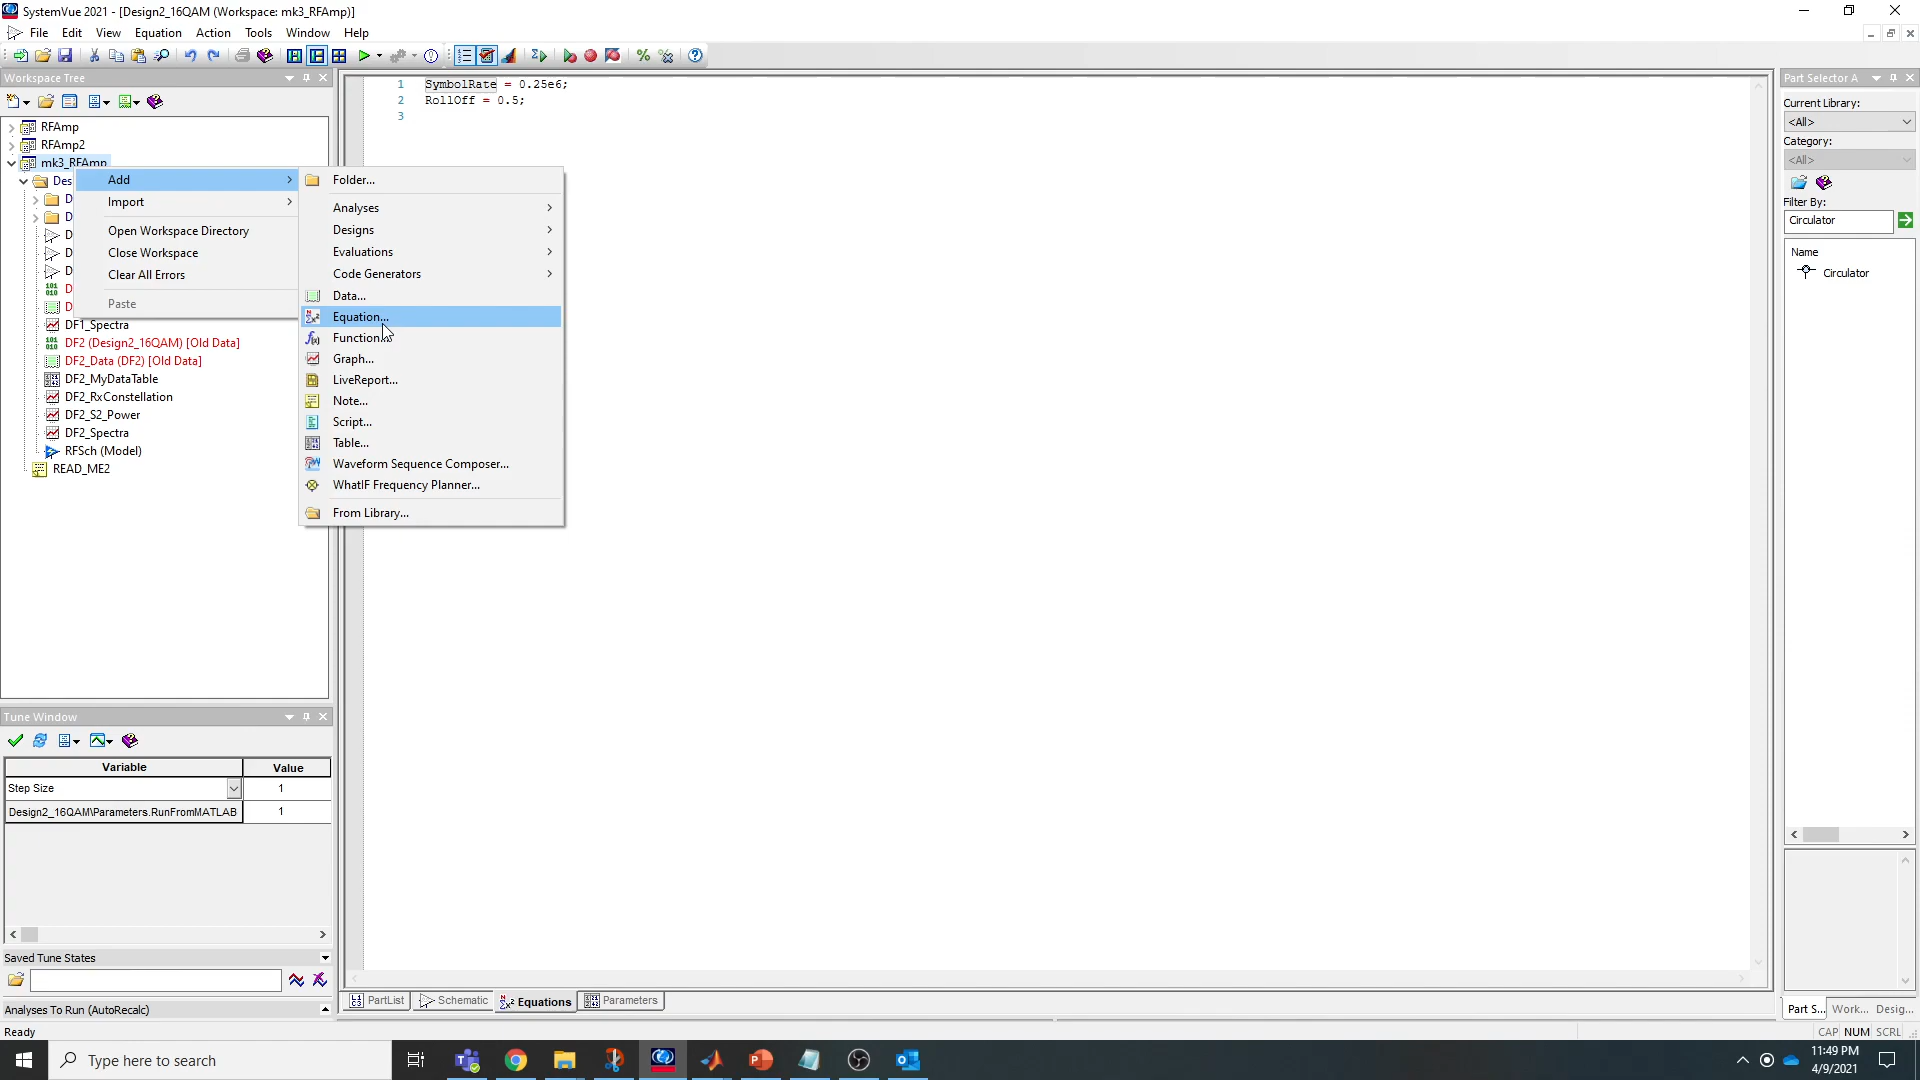 SystemVue 2021 - [Design2_16QAM (Workspace: mk3_RFAmp)]
File Edit View Equation Action Tools Window Help
Workspace Tree
RFAmp
RFAmp2
mk3_RFAmp
Des
D
D
D
D
D
D
D
DF1_Spectra
DF2 (Design2_16QAM) [Old Data]
DF2_Data (DF2) [Old Data]
DF2_MyDataTable
DF2_RxConstellation
DF2_S2_Power
DF2_Spectra
RFSch (Model)
READ_ME2
Add
Import
Open Workspace Directory
Close Workspace
Clear All Errors
Paste
Folder...
Analyses
Designs
Evaluations
Code Generators
Data...
Equation...
Function
Graph...
LiveReport...
Note...
Script...
Table...
Waveform Sequence Composer...
WhatIF Frequency Planner...
From Library...
1 SymbolRate = 0.25e6;
2 RollOff = 0.5;
3
Part Selector A
Current Library:
<All>
Category:
<All>
Filter By:
Circulator
Name
Circulator
Tune Window
Variable Value
Step Size 1
Design2_16QAM\Parameters.RunFromMATLAB 1
Saved Tune States
Analyses To Run (AutoRecalc)
PartList Schematic Equations Parameters
Part S... Work... Desig...
Ready
CAP NUM SCRL
Type here to search
11:49 PM
4/9/2021